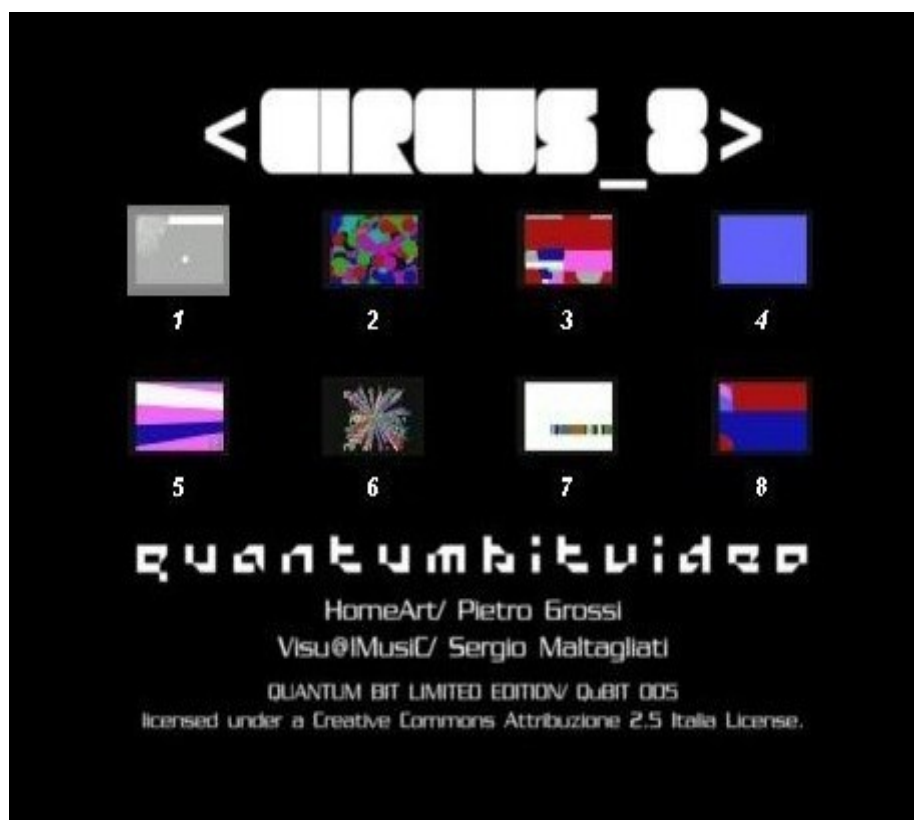 <CIRCUS_8>
1 2 3 4
5 6 7 8
quantumbitvideo
HomeArt/ Pietro Grossi
Visu@lMusiC/ Sergio Maltagliati
QUANTUM BIT LIMITED EDITION/ QuBIT 005
licensed under a Creative Commons Attribuzione 2.5 Italia License.